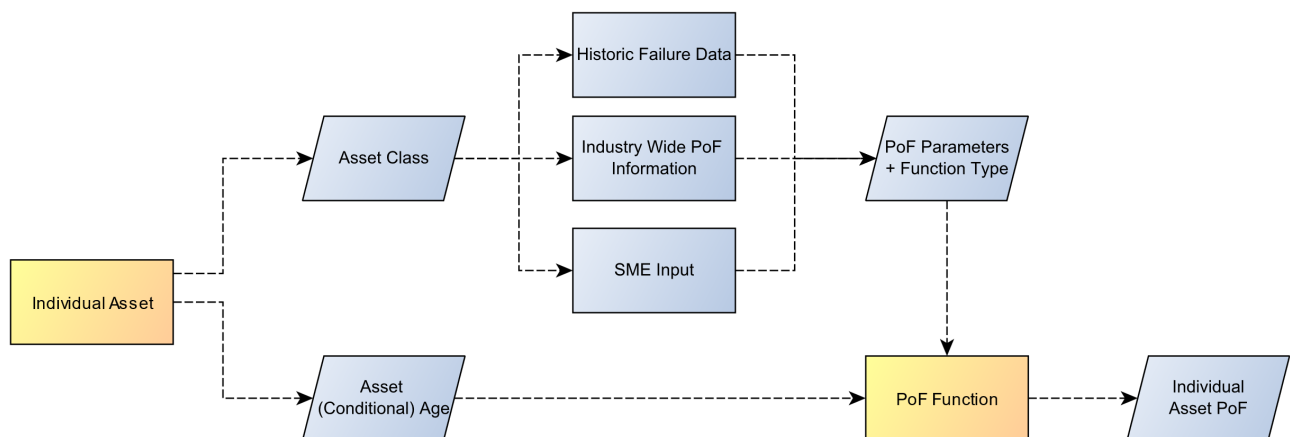 Historic Failure Data
Asset Class
Industry Wide PoF
Information
PoF Parameters
+ Function Type
SME Input
Individual Asset
Asset
(Conditional) Age
PoF Function
Individual
Asset PoF